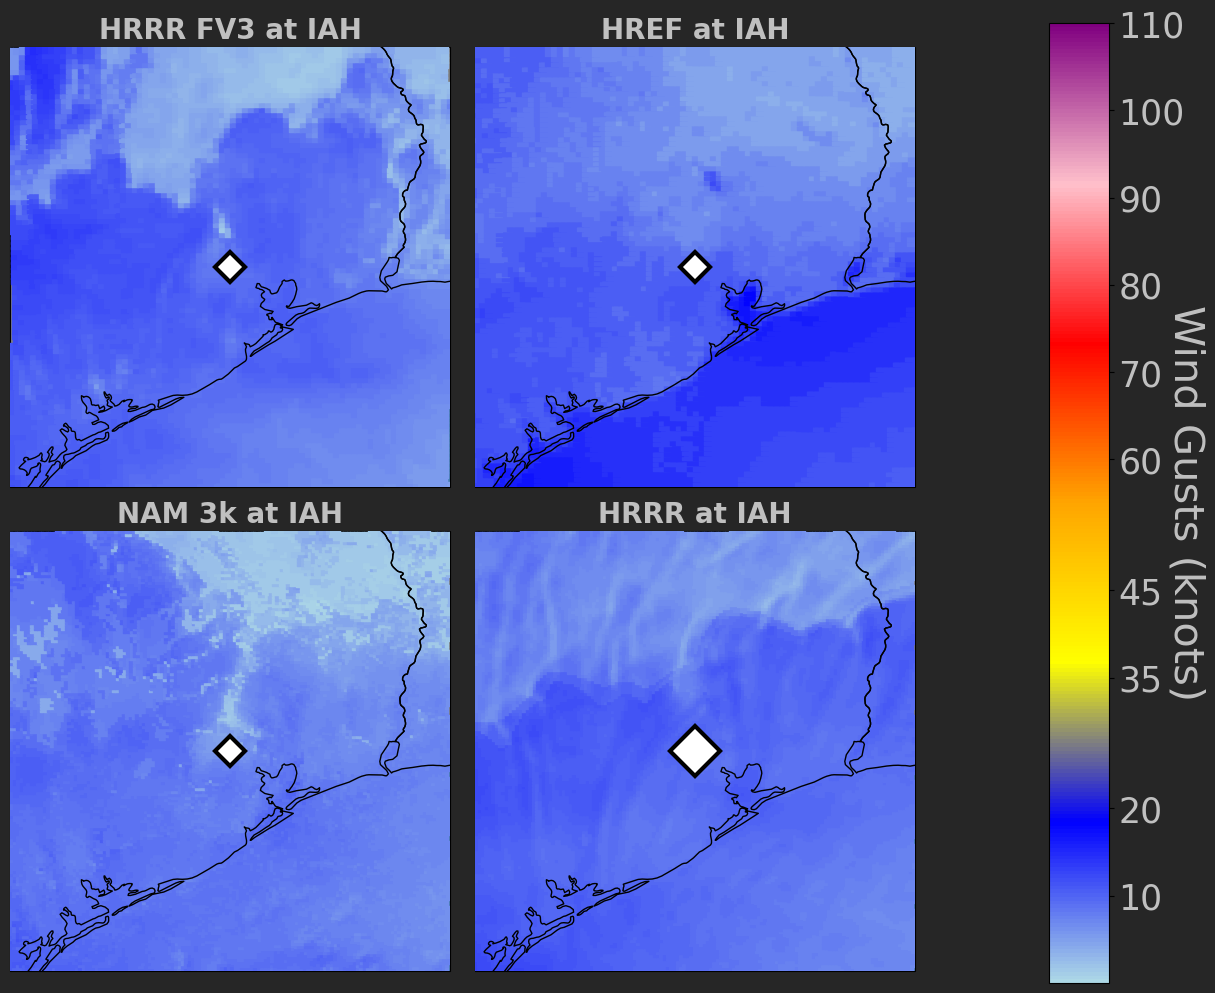 HRRR FV3 at IAH
HREF at IAH
NAM 3k at IAH
HRRR at IAH
110
100
90
80
70
60
45
35
20
10
Wind Gusts (knots)